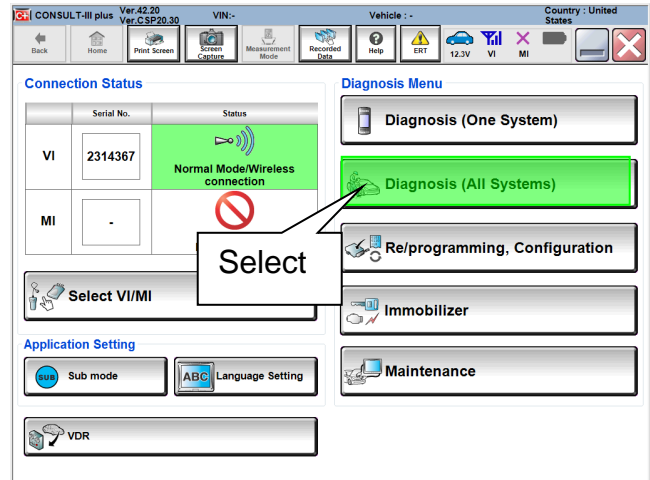 CONSULT-III plus
Ver.42.20
Ver.CSP20.30
VIN:-
Vehicle : -
Country : United
States
Back
Home
Print Screen
Screen
Capture
Measurement
Mode
Recorded
Data
Help
ERT
12.3V
VI
MI
Connection Status
Serial No.
Status
VI
2314367
Normal Mode/Wireless
connection
MI
-
Select VI/MI
Application Setting
SUB
Sub mode
ABC
Language Setting
VDR
Diagnosis Menu
Diagnosis (One System)
Diagnosis (All Systems)
Re/programming, Configuration
Immobilizer
Maintenance
Select